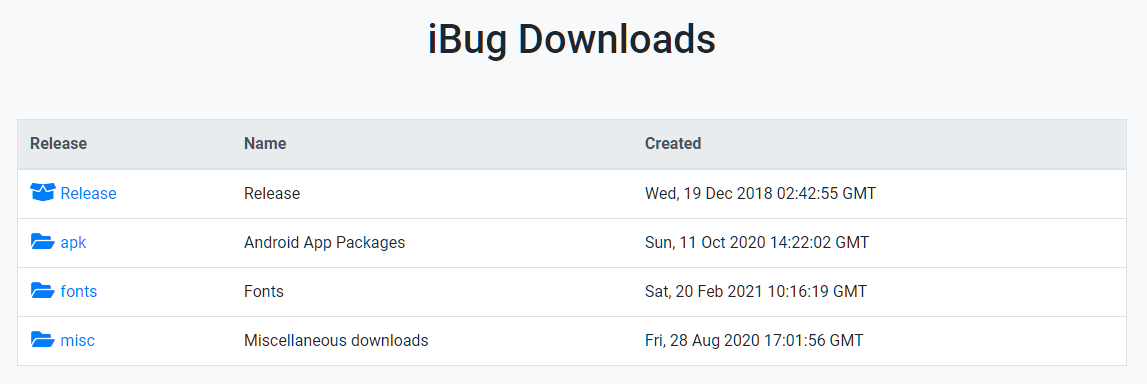 iBug Downloads
Release Name Created
Release Release Wed, 19 Dec 2018 02:42:55 GMT
apk Android App Packages Sun, 11 Oct 2020 14:22:02 GMT
fonts Fonts Sat, 20 Feb 2021 10:16:19 GMT
misc Miscellaneous downloads Fri, 28 Aug 2020 17:01:56 GMT